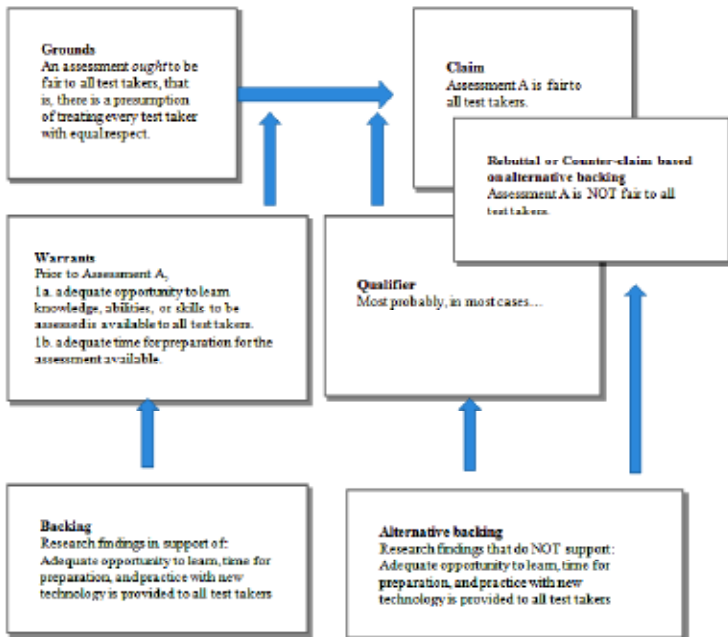 Grounds
An assessment ought to be
fair to all test takers, that
is, there is a presumption
of treating every test taker
with equal respect.
Claim
Assessment A is fair to
all test takers.
Rebuttal or Counter-claim based
on alternative backing
Assessment A is NOT fair to all
test takers.
Warrants
Prior to Assessment A,
1a. adequate opportunity to learn
knowledge, abilities, or skills to be
assessed is available to all test takers.
1b. adequate time for preparation for the
assessment available.
Qualifier
Most probably, in most cases…
Backing
Research findings in support of:
Adequate opportunity to learn, time for
preparation, and practice with new
technology is provided to all test takers
Alternative backing
Research findings that do NOT support:
Adequate opportunity to learn, time for
preparation, and practice with new
technology is provided to all test takers